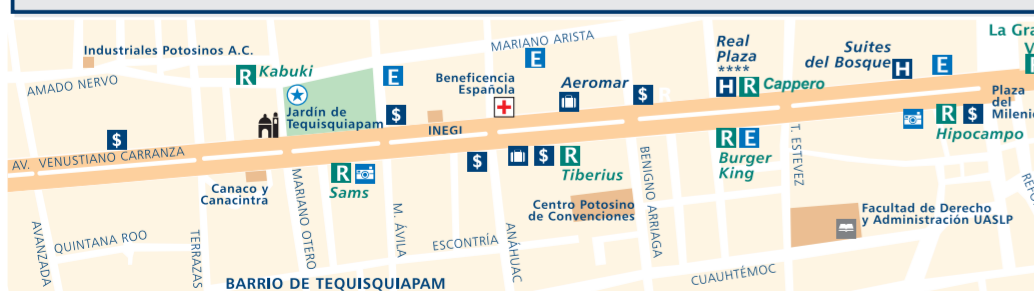 Industriales Potosinos A.C.
AMADO NERVO
R Kabuki
Jardín de
Tequisquiapam
E
$
MARIANO ARISTA
E
Beneficencia
Española
INEGI
Aeromar
$
R
Real
Plaza
****
H R Cappero
Suites
del Bosque H
E
La Gra
Plaza
del
Mileni
R $
Hipocampo
$
AV. VENUSTIANO CARRANZA
Canaco y
Canacintra
R
Sams
$
$ R
Tiberius
R E
Burger
King
T. ESTEVEZ
Centro Potosino
de Convenciones
Facultad de Derecho
y Administración UASLP
AVANZADA
QUINTANA ROO
TERRAZAS
MARIANO OTERO
M. ÁVILA
ESCONTRÍA
ANÁHUAC
BENIGNO ARRIAGA
CUAUHTÉMOC
BARRIO DE TEQUISQUIAPAM